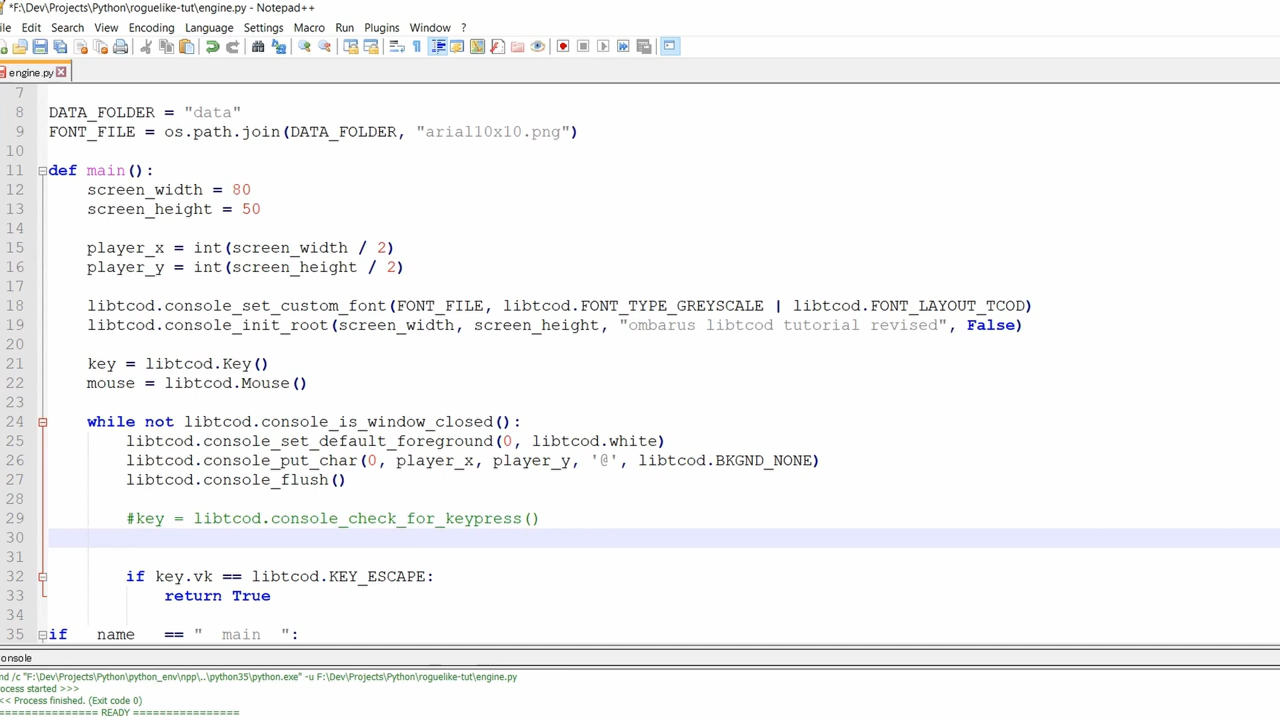 *F:\Dev\Projects\Python\roguelike-tut\engine.py - Notepad++
ile Edit Search View Encoding Language Settings Macro Run Plugins Window ?
engine.py
7
8 DATA_FOLDER = "data"
9 FONT_FILE = os.path.join(DATA_FOLDER, "arial10x10.png")
10
11 def main():
12 screen_width = 80
13 screen_height = 50
14
15 player_x = int(screen_width / 2)
16 player_y = int(screen_height / 2)
17
18 libtcod.console_set_custom_font(FONT_FILE, libtcod.FONT_TYPE_GREYSCALE | libtcod.FONT_LAYOUT_TCOD)
19 libtcod.console_init_root(screen_width, screen_height, "ombarus libtcod tutorial revised", False)
20
21 key = libtcod.Key()
22 mouse = libtcod.Mouse()
23
24 while not libtcod.console_is_window_closed():
25 libtcod.console_set_default_foreground(0, libtcod.white)
26 libtcod.console_put_char(0, player_x, player_y, '@', libtcod.BKGND_NONE)
27 libtcod.console_flush()
28
29 #key = libtcod.console_check_for_keypress()
30
31
32 if key.vk == libtcod.KEY_ESCAPE:
33 return True
34
35 if __name__ == "__main__":
onsole
md /c "F:\Dev\Projects\Python\python_env\npp\..\python35\python.exe" -u F:\Dev\Projects\Python\roguelike-tut\engine.py
rocess started >>>
<< Process finished. (Exit code 0)
=============== READY ================